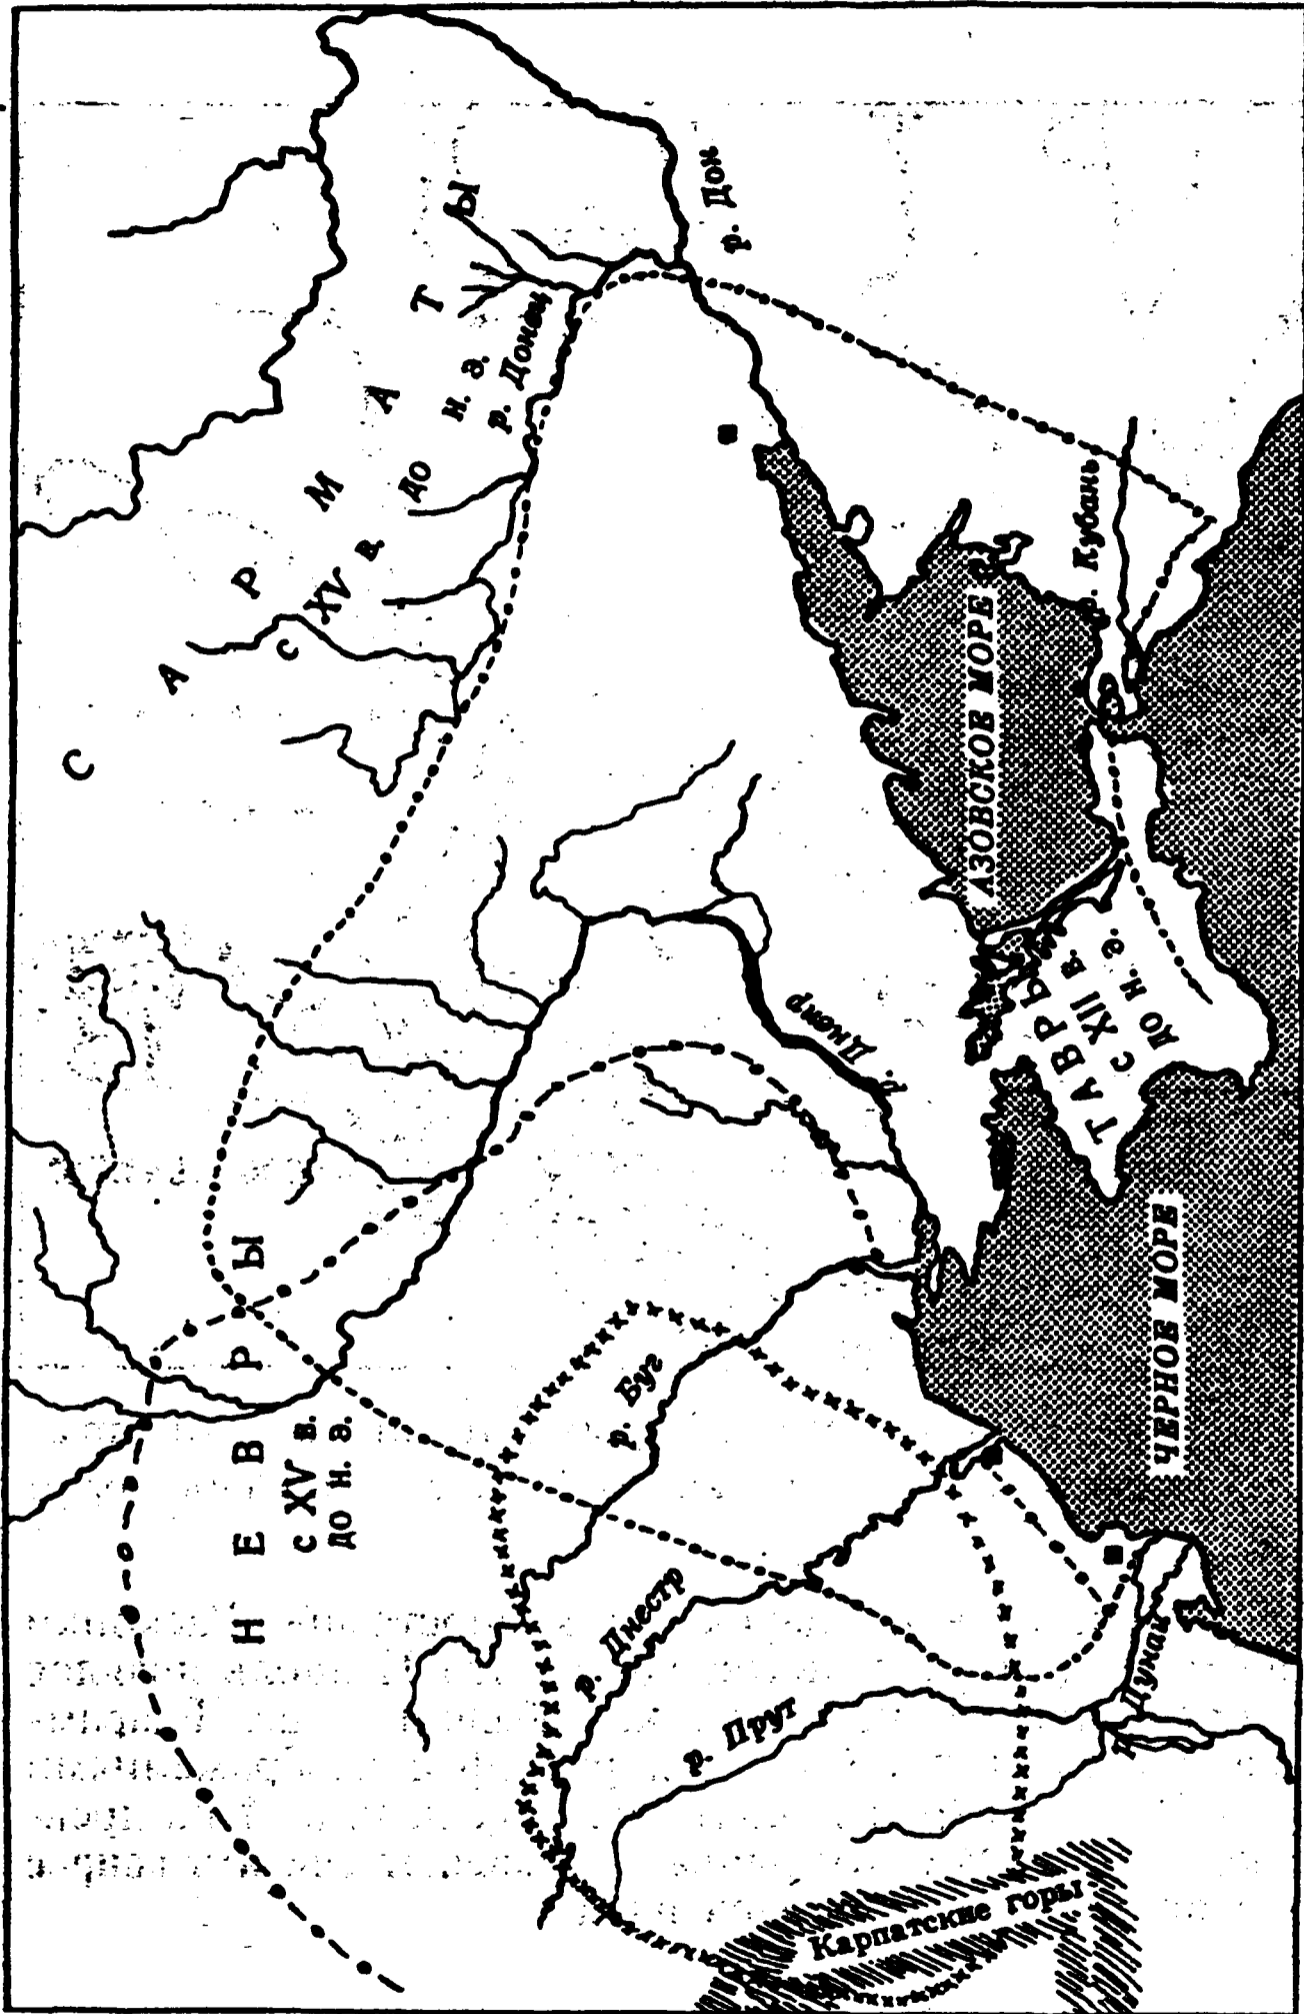 САРМАТЫ
с XV в. до н. э.
НЕВРЫ
с XV в.
до н. э.
р. Донец
р. Дон
р. Днепр
р. Буг
р. Днестр
р. Прут
Дунай
р. Кубань
АЗОВСКОЕ МОРЕ
ТАВРЫ
с XII в.
до н. э.
ЧЕРНОЕ МОРЕ
Карпатские горы